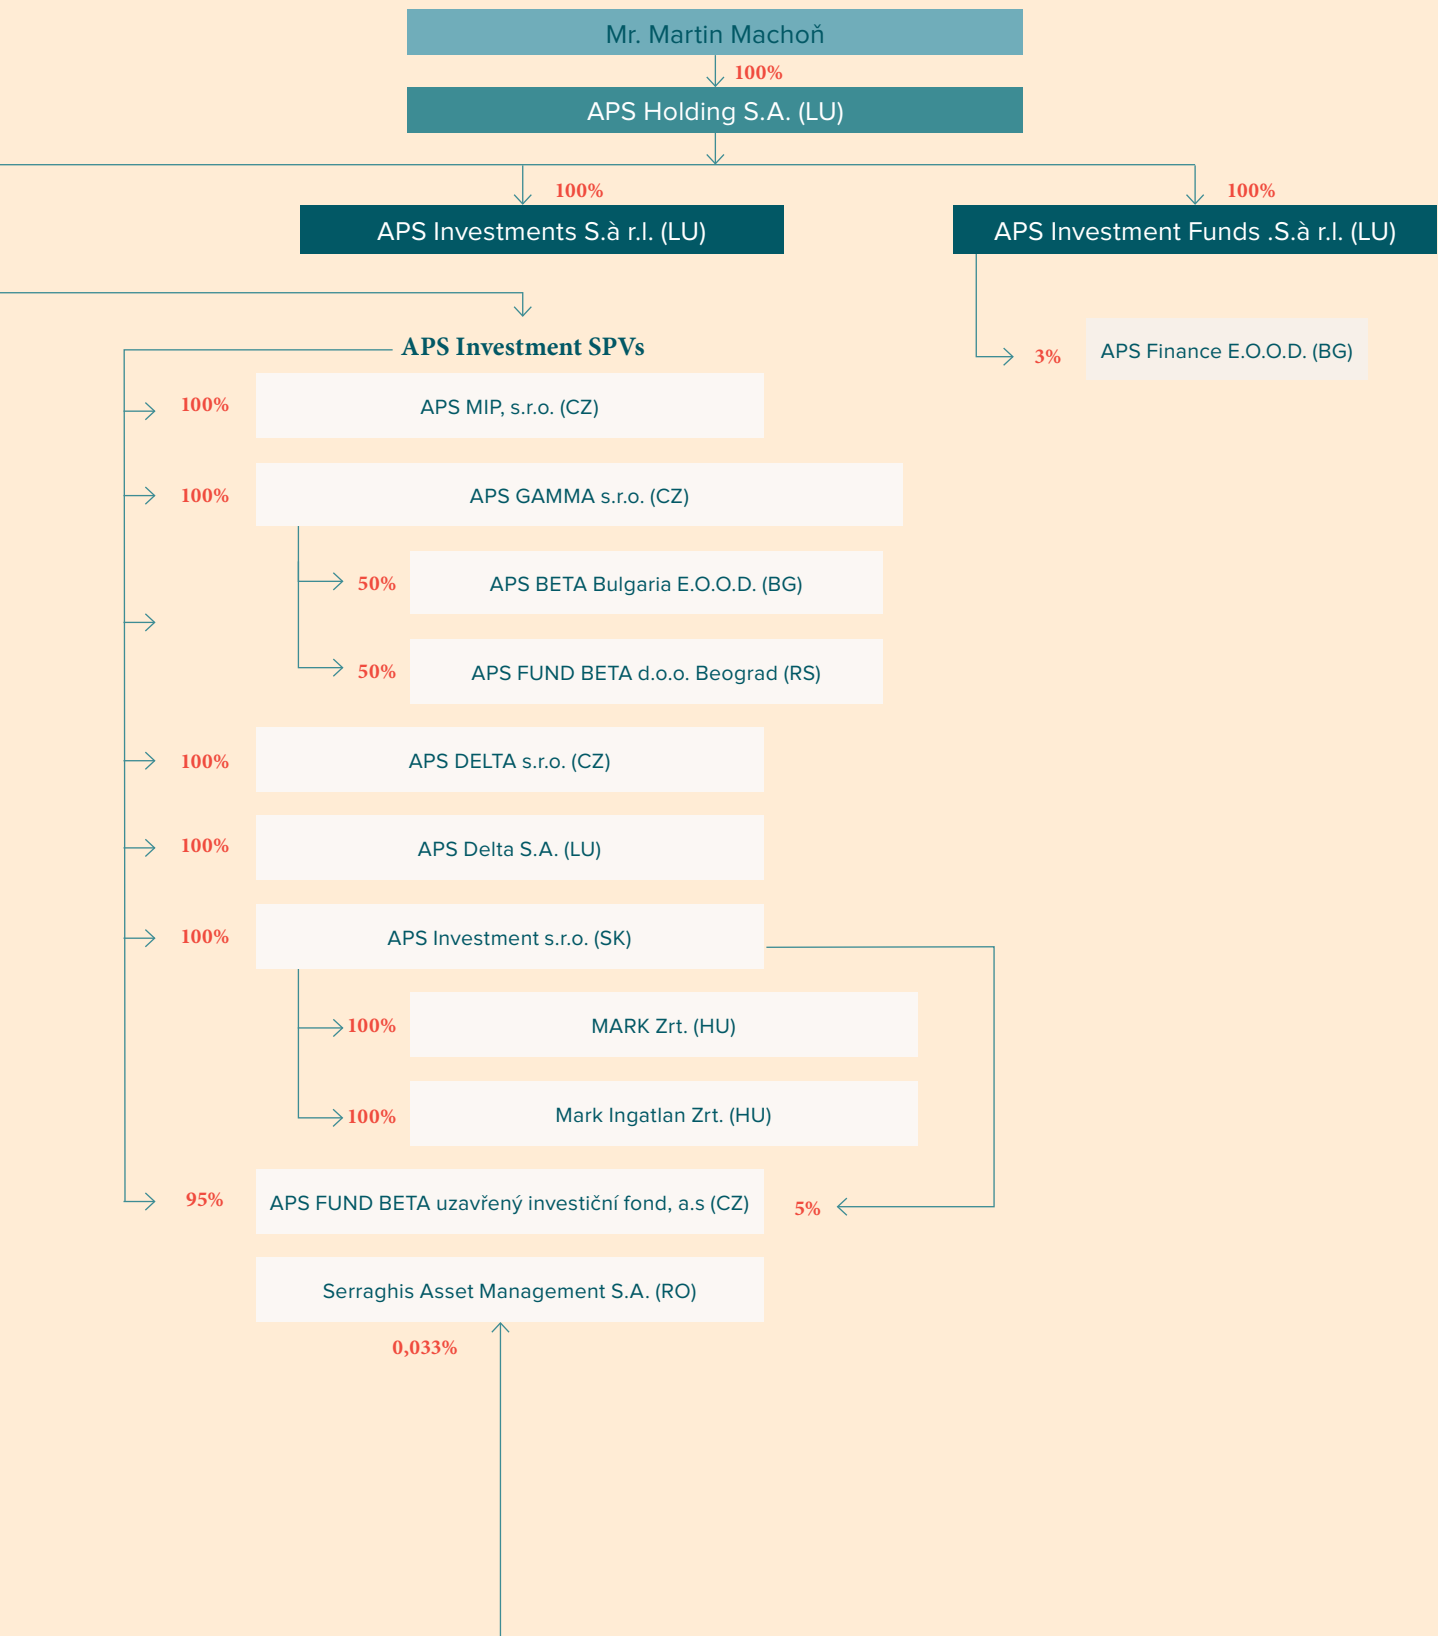 Mr. Martin Machoň
100%
APS Holding S.A. (LU)
100%
100%
APS Investments S.à r.l. (LU)
APS Investment Funds .S.à r.l. (LU)
APS Investment SPVs
3%
APS Finance E.O.O.D. (BG)
100%
APS MIP, s.r.o. (CZ)
100%
APS GAMMA s.r.o. (CZ)
50%
APS BETA Bulgaria E.O.O.D. (BG)
50%
APS FUND BETA d.o.o. Beograd (RS)
100%
APS DELTA s.r.o. (CZ)
100%
APS Delta S.A. (LU)
100%
APS Investment s.r.o. (SK)
100%
MARK Zrt. (HU)
100%
Mark Ingatlan Zrt. (HU)
95%
APS FUND BETA uzavřený investiční fond, a.s (CZ)
5%
Serraghis Asset Management S.A. (RO)
0,033%